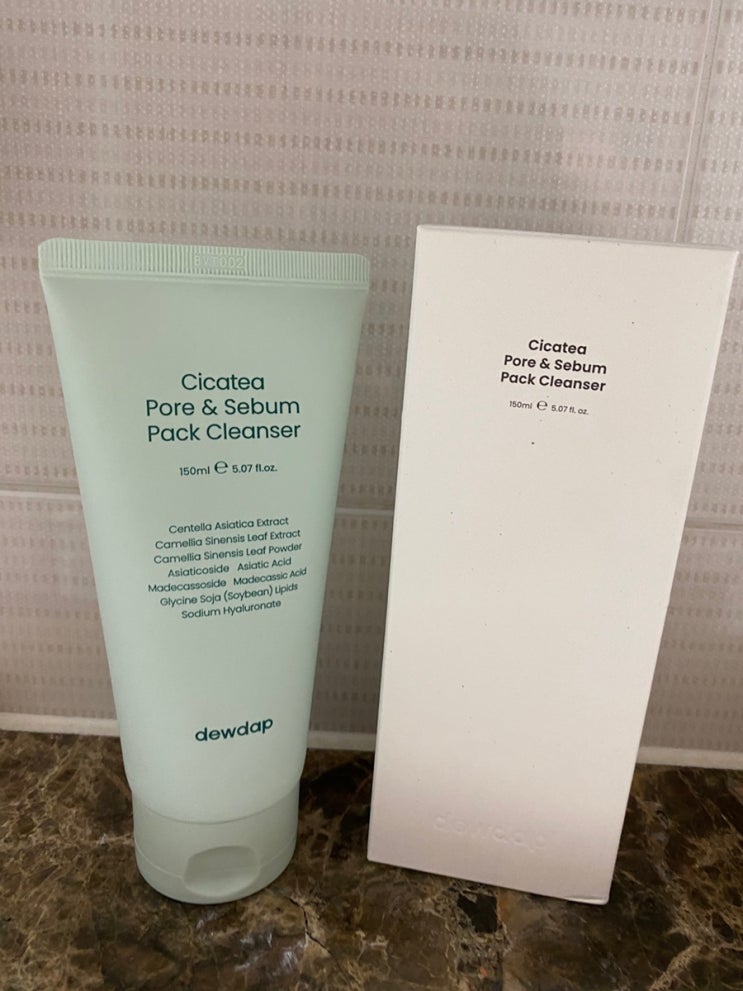 BVT002
Cicatea
Pore & Sebum
Pack Cleanser
150ml ℮ 5.07 fl.oz.
Centella Asiatica Extract
Camellia Sinensis Leaf Extract
Camellia Sinensis Leaf Powder
Asiaticoside Asiatic Acid
Madecassoside Madecassic Acid
Glycine Soja (Soybean) Lipids
Sodium Hyaluronate
dewdap
Cicatea
Pore & Sebum
Pack Cleanser
150ml ℮ 5.07 fl. oz.
dewdap